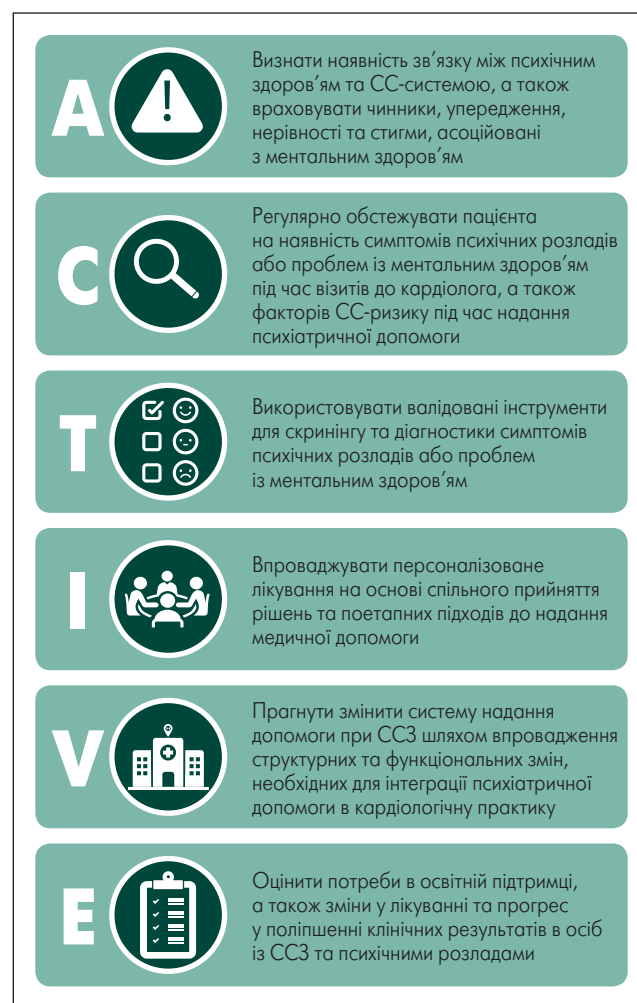 A
Визнати наявність зв’язку між психічним
здоров’ям та СС-системою, а також
враховувати чинники, упередження,
нерівності та стигми, асоційовані
з ментальним здоров’ям
C
Регулярно обстежувати пацієнта
на наявність симптомів психічних розладів
або проблем із ментальним здоров’ям
під час візитів до кардіолога, а також
факторів СС-ризику під час надання
психіатричної допомоги
T
Використовувати валідовані інструменти
для скринінгу та діагностики симптомів
психічних розладів або проблем
із ментальним здоров’ям
I
Впроваджувати персоналізоване
лікування на основі спільного прийняття
рішень та поетапних підходів до надання
медичної допомоги
V
Прагнути змінити систему надання
допомоги при ССЗ шляхом впровадження
структурних та функціональних змін,
необхідних для інтеграції психіатричної
допомоги в кардіологічну практику
E
Оцінити потреби в освітній підтримці,
а також зміни у лікуванні та прогрес
у поліпшенні клінічних результатів в осіб
із ССЗ та психічними розладами